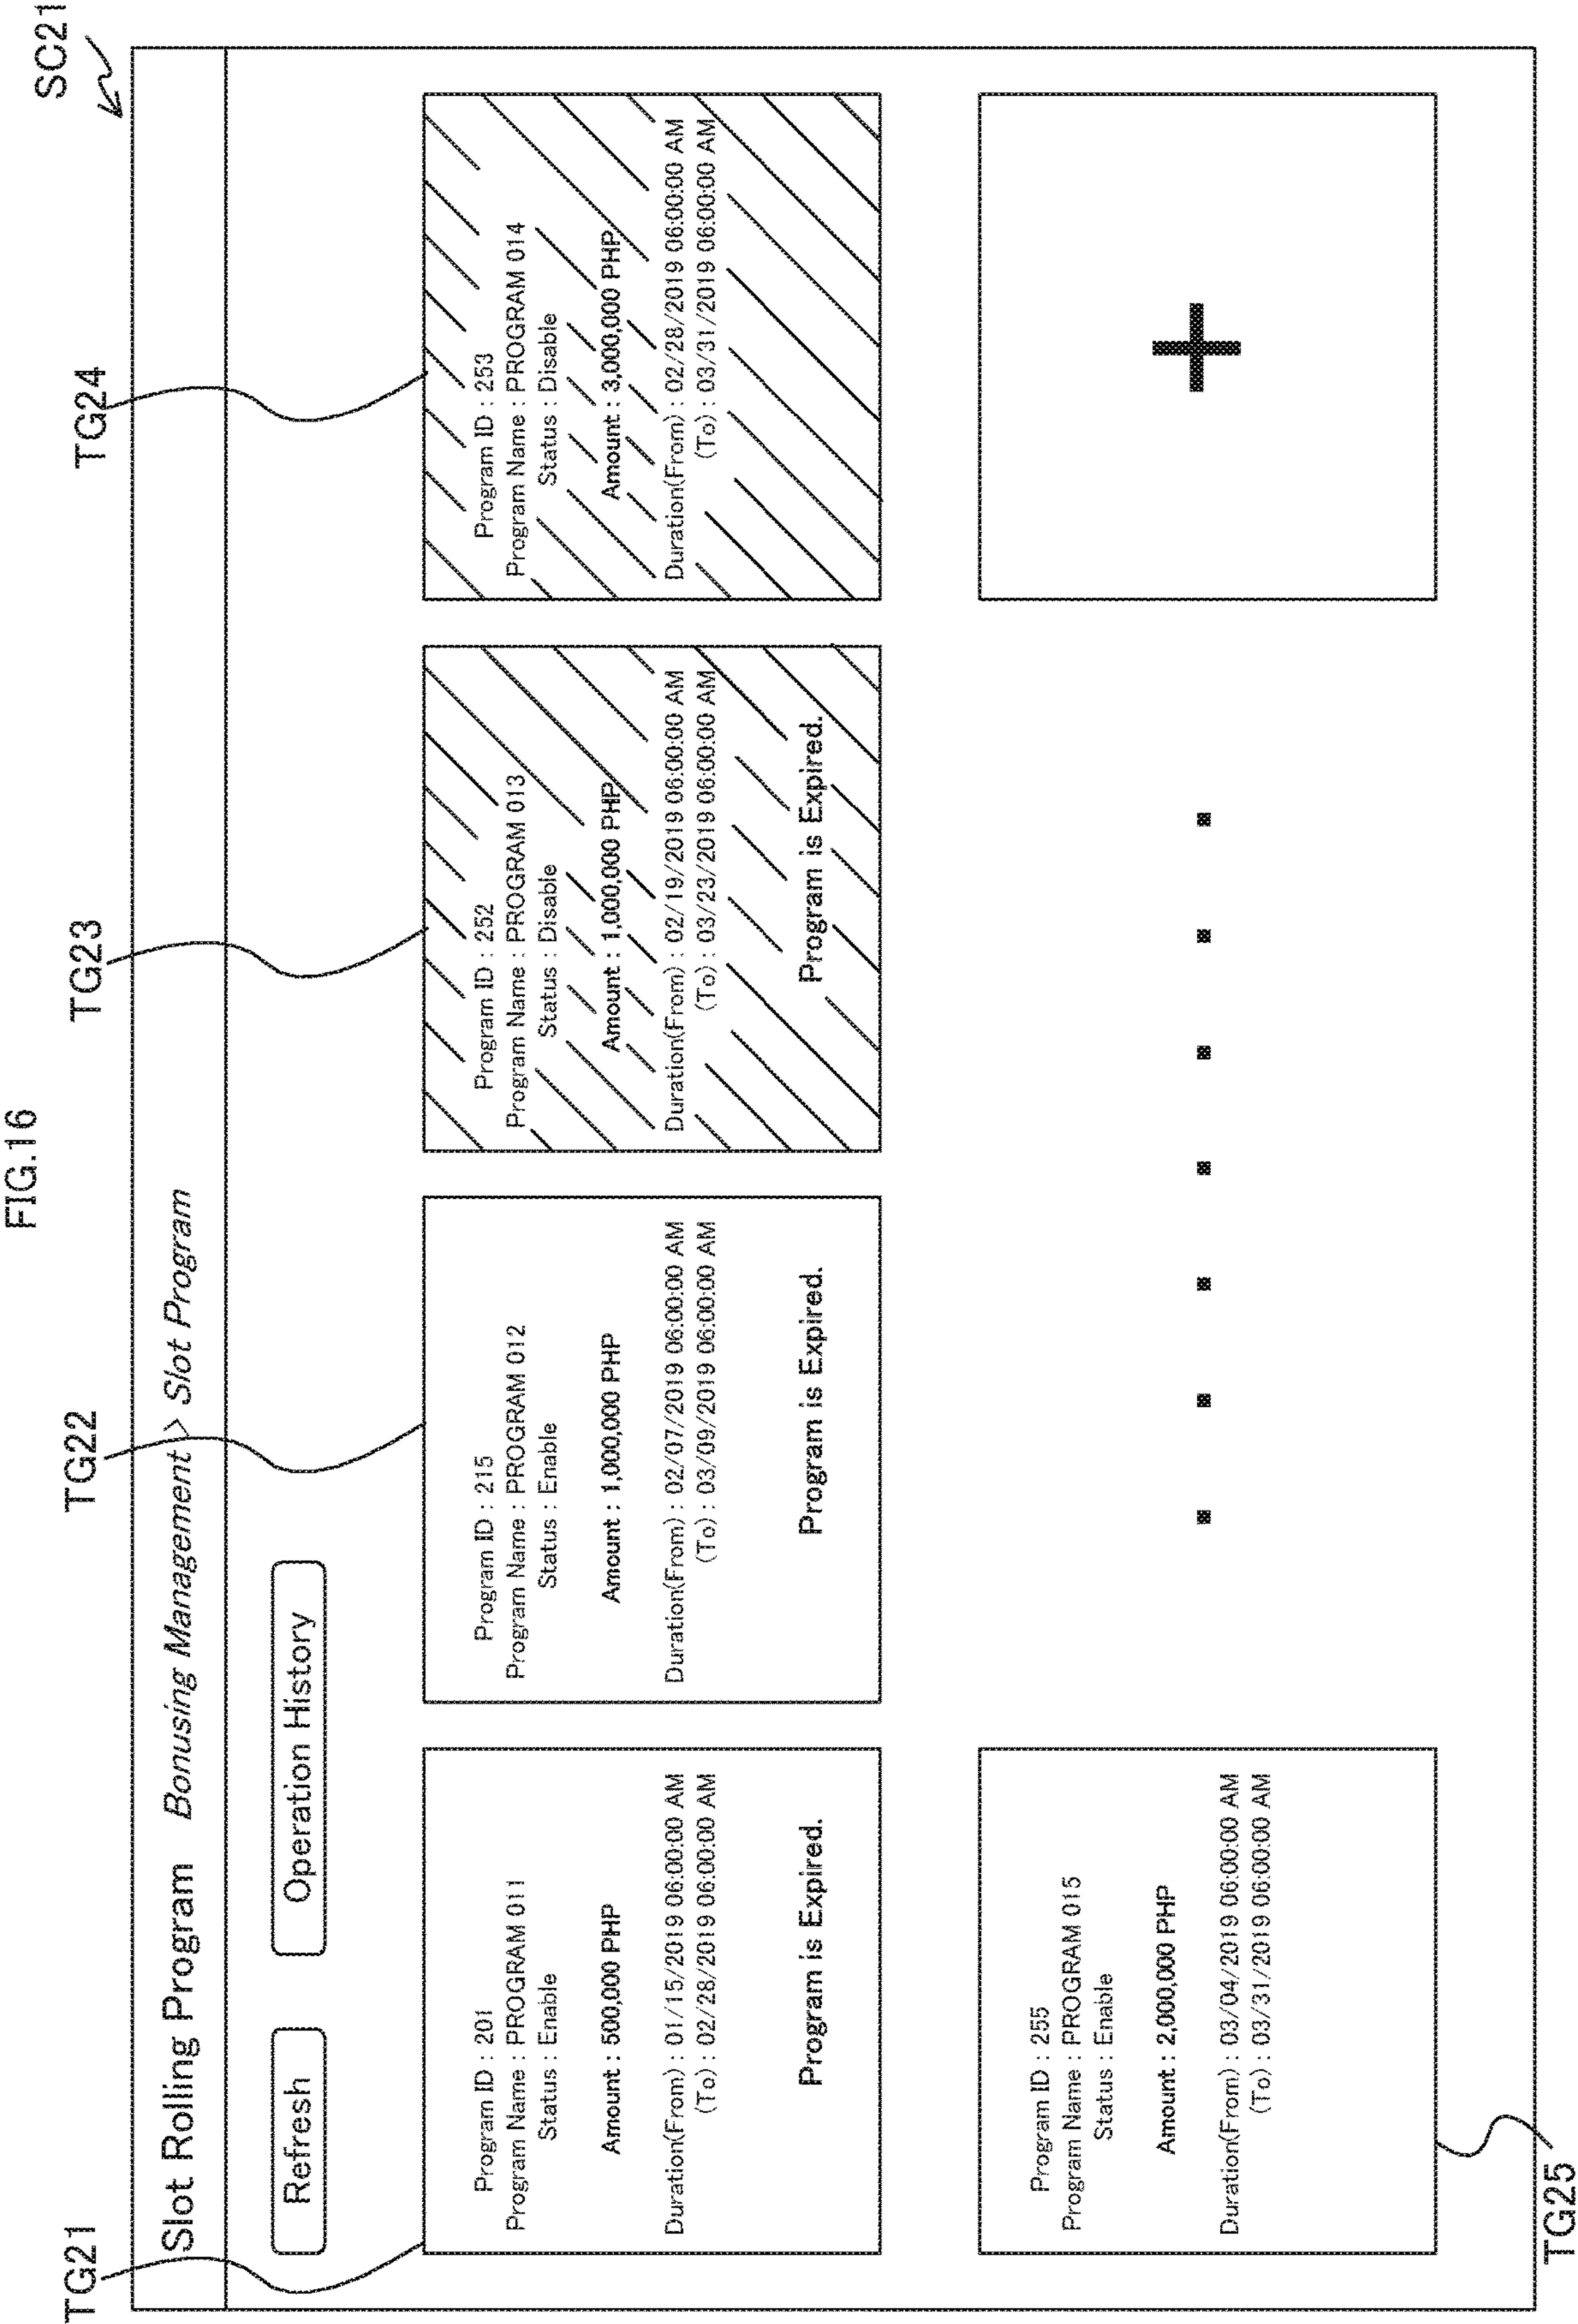 FIG.16
SC21
Slot Rolling Program Bonusing Management > Slot Program
Refresh
Operation History
TG21
Program ID : 201
Program Name : PROGRAM 011
Status : Enable
Amount : 500,000 PHP
Duration(From) : 01/15/2019 06:00:00 AM
(To) : 02/28/2019 06:00:00 AM
Program is Expired.
TG22
Program ID : 215
Program Name : PROGRAM 012
Status : Enable
Amount : 1,000,000 PHP
Duration(From) : 02/07/2019 06:00:00 AM
(To) : 03/09/2019 06:00:00 AM
Program is Expired.
TG23
Program ID : 252
Program Name : PROGRAM 013
Status : Disable
Amount : 1,000,000 PHP
Duration(From) : 02/19/2019 06:00:00 AM
(To) : 03/23/2019 06:00:00 AM
Program is Expired.
TG24
Program ID : 253
Program Name : PROGRAM 014
Status : Disable
Amount : 3,000,000 PHP
Duration(From) : 02/28/2019 06:00:00 AM
(To) : 03/31/2019 06:00:00 AM
Program ID : 255
Program Name : PROGRAM 015
Status : Enable
Amount : 2,000,000 PHP
Duration(From) : 03/04/2019 06:00:00 AM
(To) : 03/31/2019 06:00:00 AM
TG25